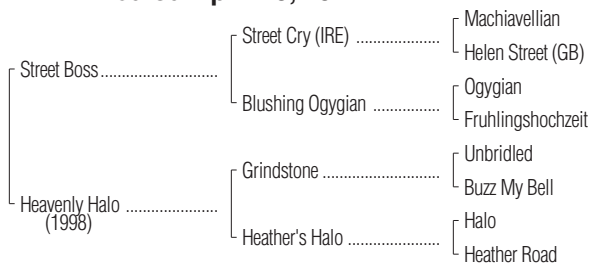 Street Boss
Heavenly Halo
(1998)
Street Cry (IRE)
Blushing Ogygian
Grindstone
Heather's Halo
Machiavellian
Helen Street (GB)
Ogygian
Fruhlingshochzeit
Unbridled
Buzz My Bell
Halo
Heather Road